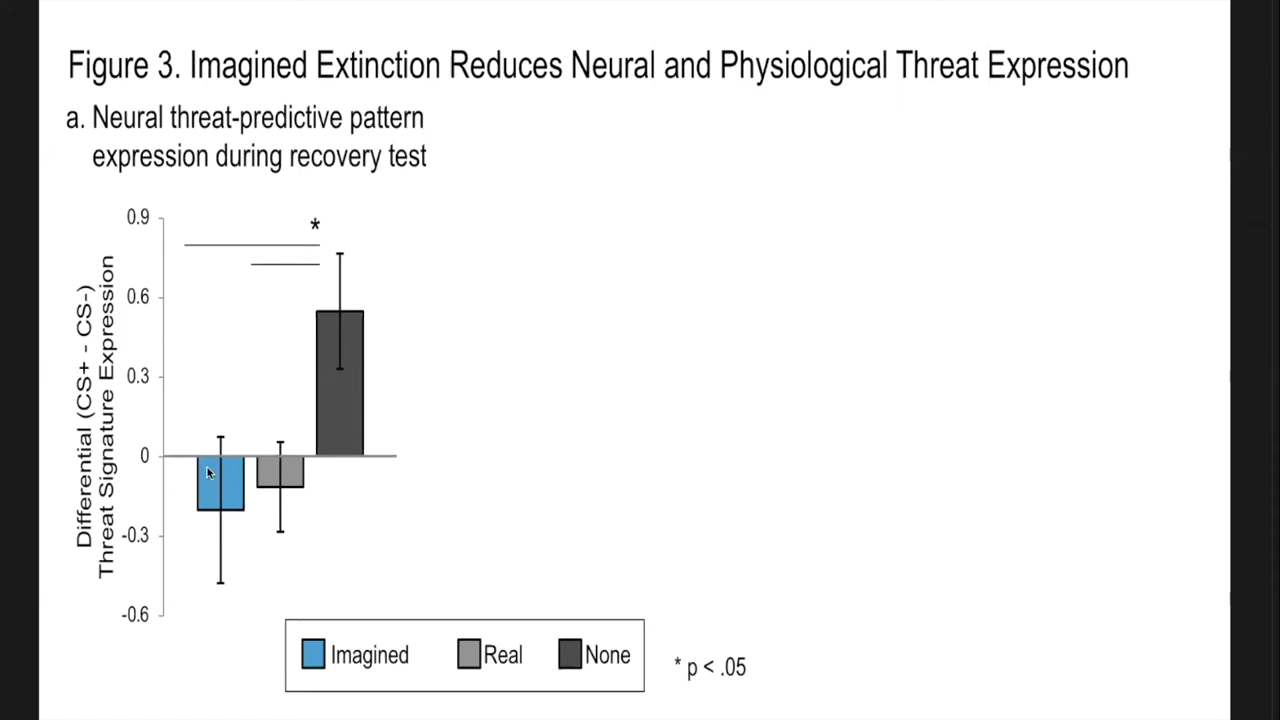 Figure 3. Imagined Extinction Reduces Neural and Physiological Threat Expression
a. Neural threat-predictive pattern
expression during recovery test
Differential (CS+ - CS-)
Threat Signature Expression
0.9
0.6
0.3
0
-0.3
-0.6
*
Imagined
Real
None
* p < .05